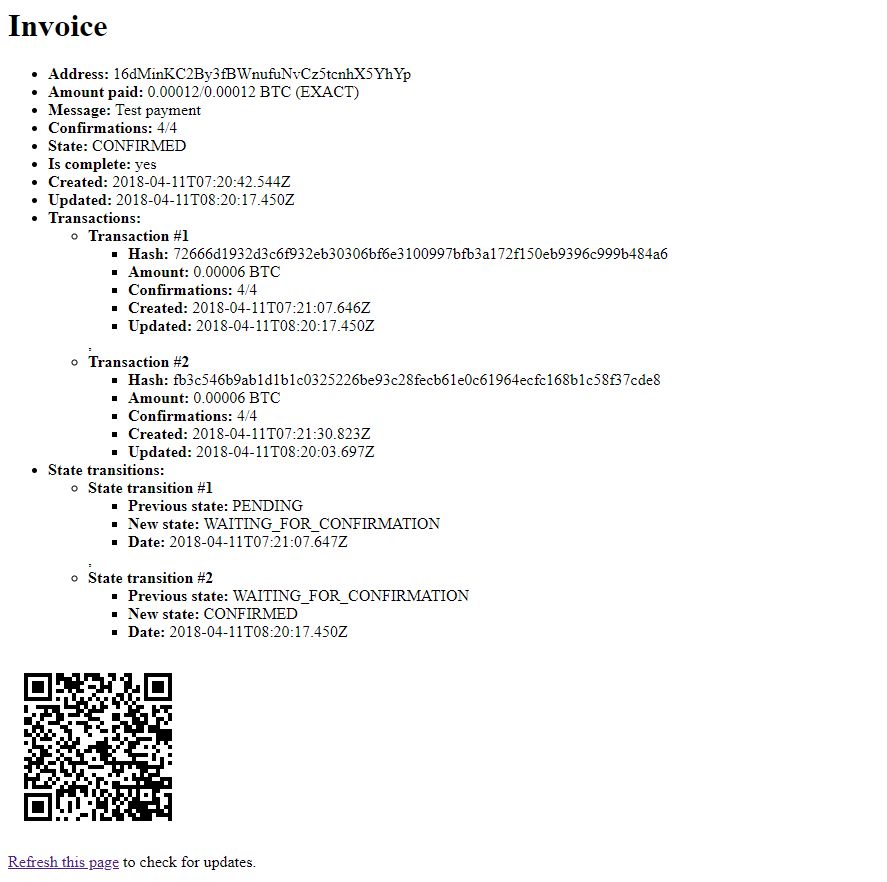 Invoice
Address: 16dMinKC2By3fBWnufuNvCz5tcnhX5YhYp
Amount paid: 0.00012/0.00012 BTC (EXACT)
Message: Test payment
Confirmations: 4/4
State: CONFIRMED
Is complete: yes
Created: 2018-04-11T07:20:42.544Z
Updated: 2018-04-11T08:20:17.450Z
Transactions:
Transaction #1
Hash: 72666d1932d3c6f932eb30306bf6e3100997bfb3a172f150eb9396c999b484a6
Amount: 0.00006 BTC
Confirmations: 4/4
Created: 2018-04-11T07:21:07.646Z
Updated: 2018-04-11T08:20:17.450Z
,
Transaction #2
Hash: fb3c546b9ab1d1b1c0325226be93c28fecb61e0c61964ecfc168b1c58f37cde8
Amount: 0.00006 BTC
Confirmations: 4/4
Created: 2018-04-11T07:21:30.823Z
Updated: 2018-04-11T08:20:03.697Z
State transitions:
State transition #1
Previous state: PENDING
New state: WAITING_FOR_CONFIRMATION
Date: 2018-04-11T07:21:07.647Z
,
State transition #2
Previous state: WAITING_FOR_CONFIRMATION
New state: CONFIRMED
Date: 2018-04-11T08:20:17.450Z
Refresh this page to check for updates.